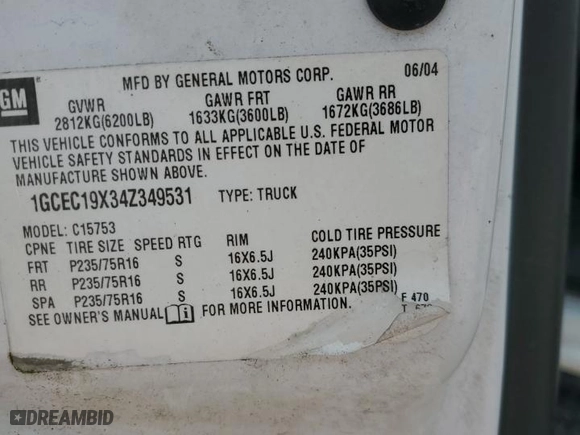 MFD BY GENERAL MOTORS CORP. 06/04
GM
GVWR GAWR FRT GAWR RR
2812KG(6200LB) 1633KG(3600LB) 1672KG(3686LB)
THIS VEHICLE CONFORMS TO ALL APPLICABLE U.S. FEDERAL MOTOR
VEHICLE SAFETY STANDARDS IN EFFECT ON THE DATE OF
MANUFACTURE SHOWN ABOVE.
1GCEC19X34Z349531 TYPE: TRUCK
MODEL: C15753
CPNE TIRE SIZE SPEED RTG RIM COLD TIRE PRESSURE
FRT P235/75R16 S 16X6.5J 240KPA(35PSI)
RR P235/75R16 S 16X6.5J 240KPA(35PSI)
SPA P235/75R16 S 16X6.5J 240KPA(35PSI)
SEE OWNER'S MANUAL FOR MORE INFORMATION.
F 470
DREAMBID